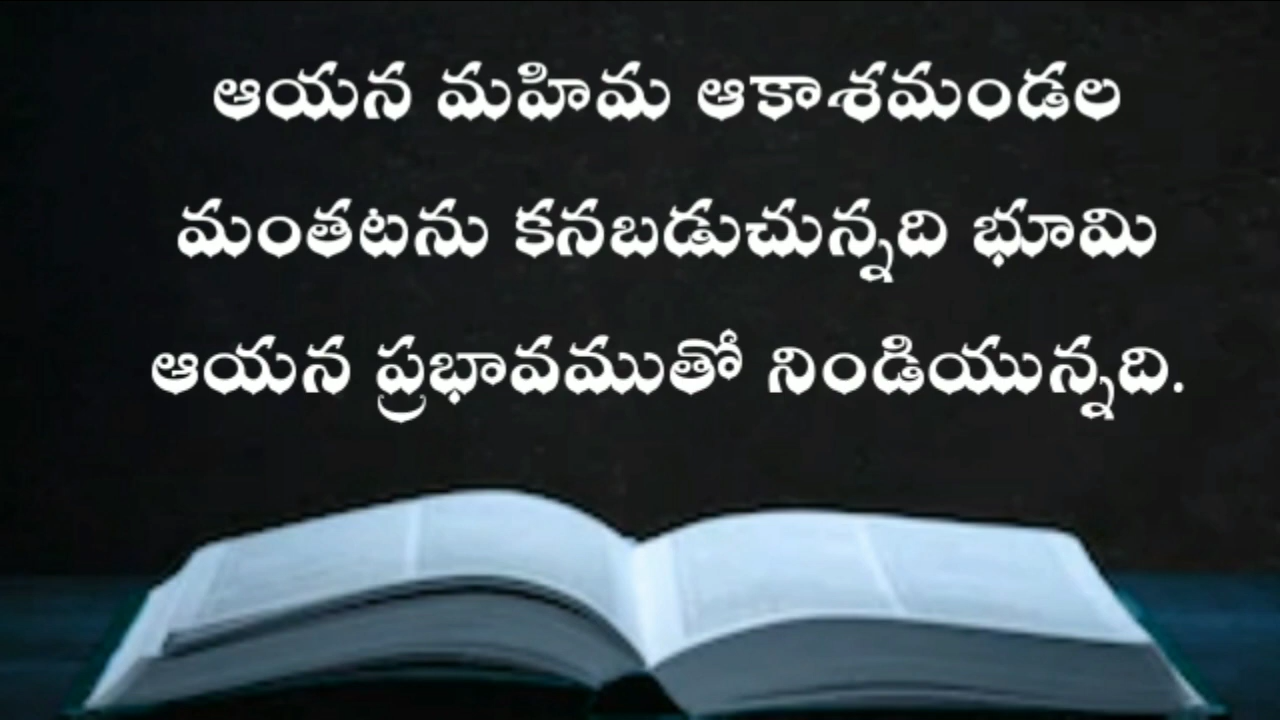 ఆయన మహిమ ఆకాశమండల
మంతటను కనబడుచున్నది భూమి
ఆయన ప్రభావముతో నిండియున్నది.